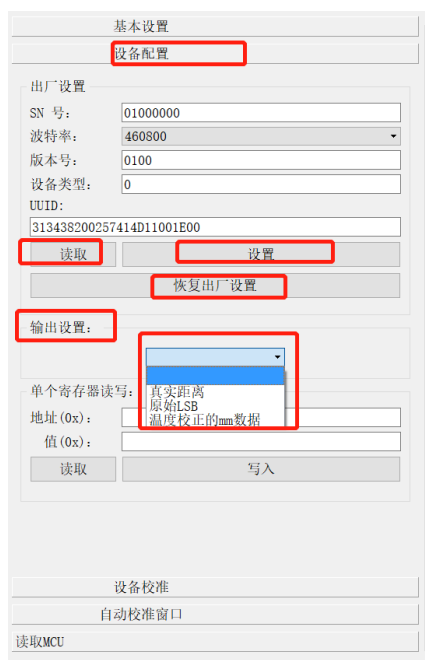 基本设置
设备配置
出厂设置
SN 号: 01000000
波特率: 460800
版本号: 0100
设备类型: 0
UUID:
313438200257414D11001E00
读取 设置
恢复出厂设置
输出设置:
真实距离
原始LSB
温度校正的mm数据
单个寄存器读写:
地址(0x):
值(0x):
读取 写入
设备校准
自动校准窗口
读取MCU